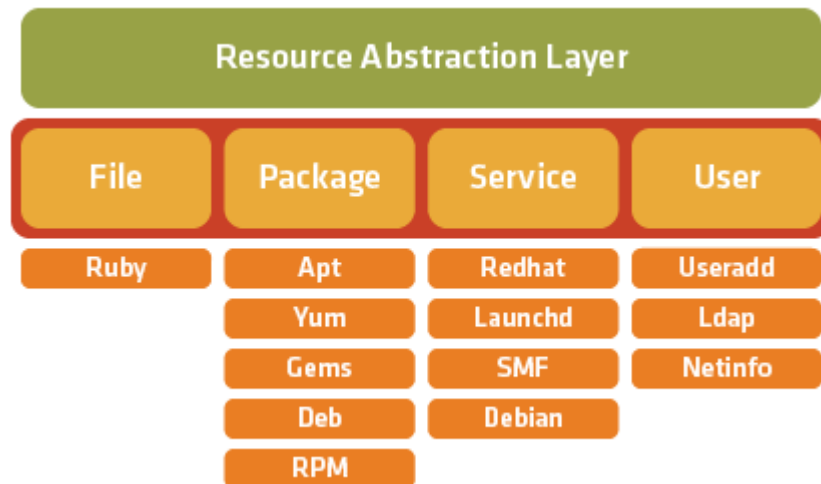 Resource Abstraction Layer
File Package Service User
Ruby Apt Redhat Useradd
Yum Launchd Ldap
Gems SMF Netinfo
Deb Debian
RPM